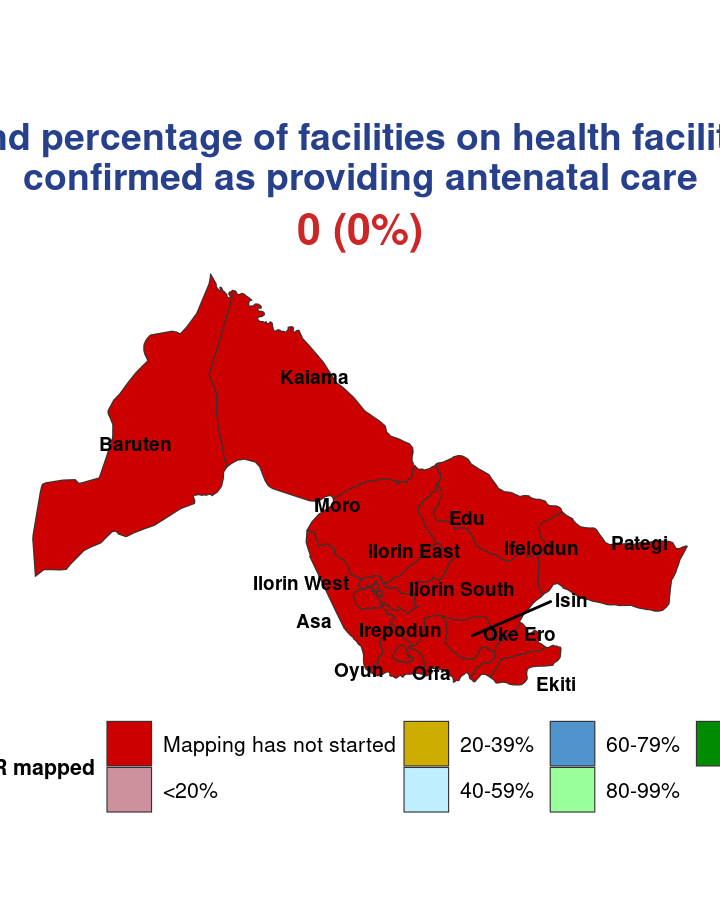 nd percentage of facilities on health facilit
confirmed as providing antenatal care
0 (0%)
Kaiama
Baruten
Moro
Edu
Ilorin East
Ifelodun
Pategi
Ilorin West
Ilorin South
Isin
Asa
Irepodun
Oke Ero
Oyun
Offa
Ekiti
R mapped
Mapping has not started
20-39%
60-79%
<20%
40-59%
80-99%